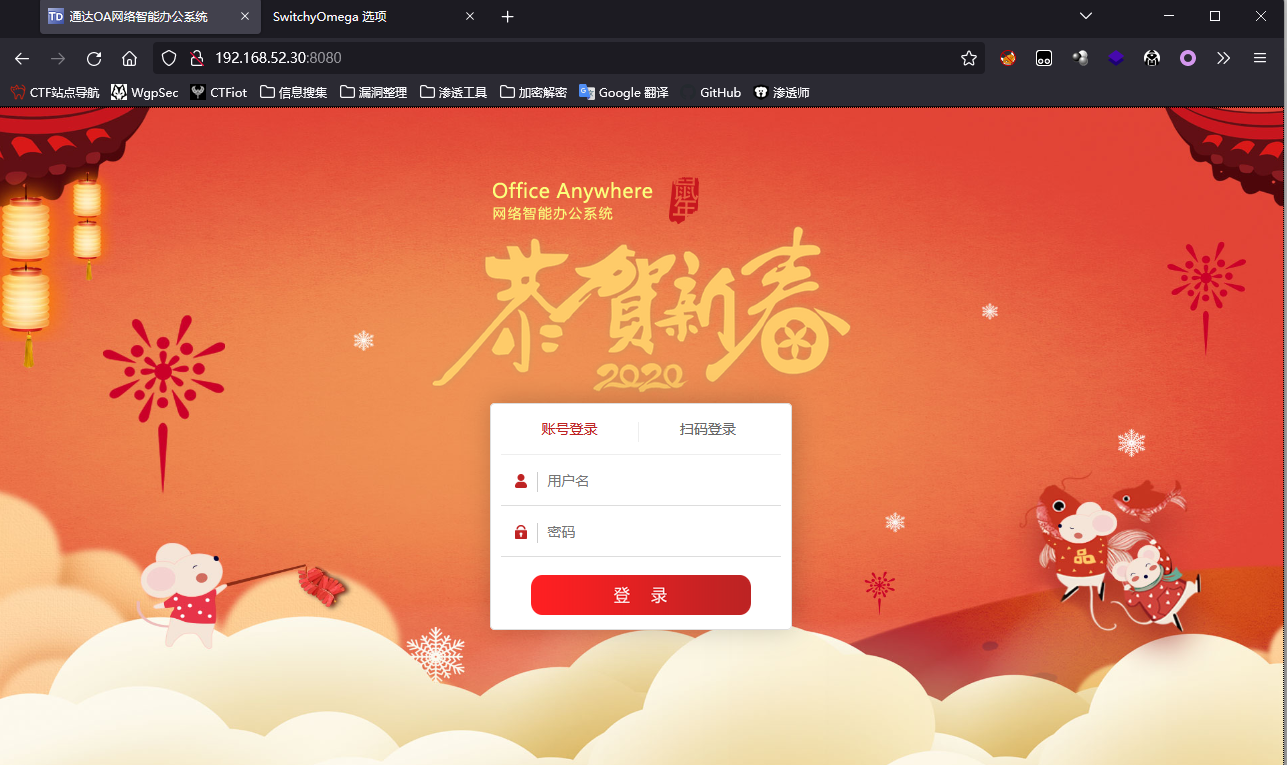 通达OA网络智能办公系统
SwitchyOmega 选项
192.168.52.30:8080
CTF站点导航 WgpSec CTFiot 信息搜集 漏洞整理 渗透工具 加密解密 Google 翻译 GitHub 渗透师
Office Anywhere
网络智能办公系统
鼠年
恭賀新春
2020
账号登录 扫码登录
用户名
密码
登 录